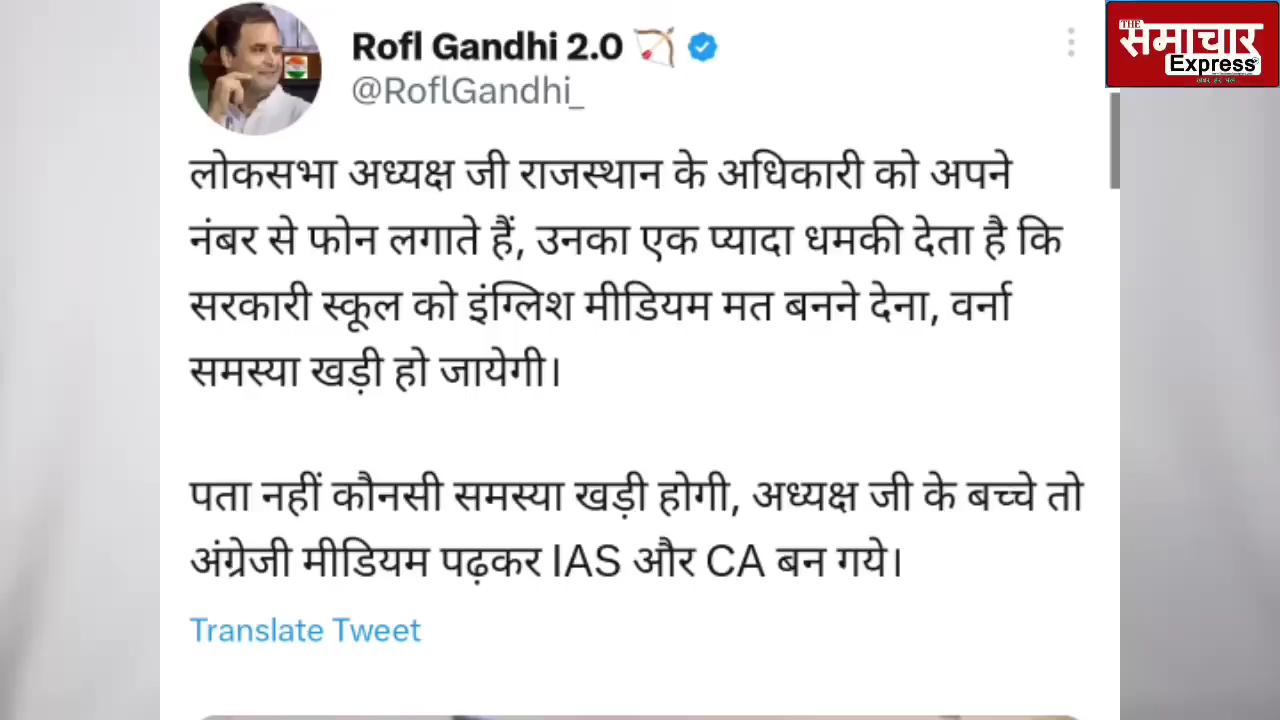 Rofl Gandhi 2.0
@RoflGandhi_
THE
समाचार
Express
लोकसभा अध्यक्ष जी राजस्थान के अधिकारी को अपने
नंबर से फोन लगाते हैं, उनका एक प्यादा धमकी देता है कि
सरकारी स्कूल को इंग्लिश मीडियम मत बनने देना, वर्ना
समस्या खड़ी हो जायेगी।
पता नहीं कौनसी समस्या खड़ी होगी, अध्यक्ष जी के बच्चे तो
अंग्रेजी मीडियम पढ़कर IAS और CA बन गये।
Translate Tweet